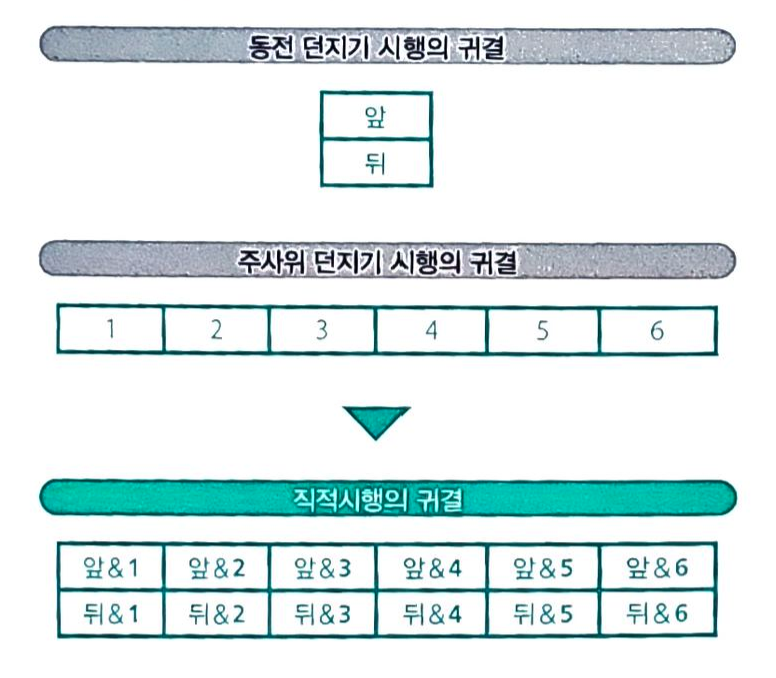 동전 던지기 시행의 귀결
앞
뒤
주사위 던지기 시행의 귀결
1 2 3 4 5 6
직적시행의 귀결
앞&1 앞&2 앞&3 앞&4 앞&5 앞&6
뒤&1 뒤&2 뒤&3 뒤&4 뒤&5 뒤&6